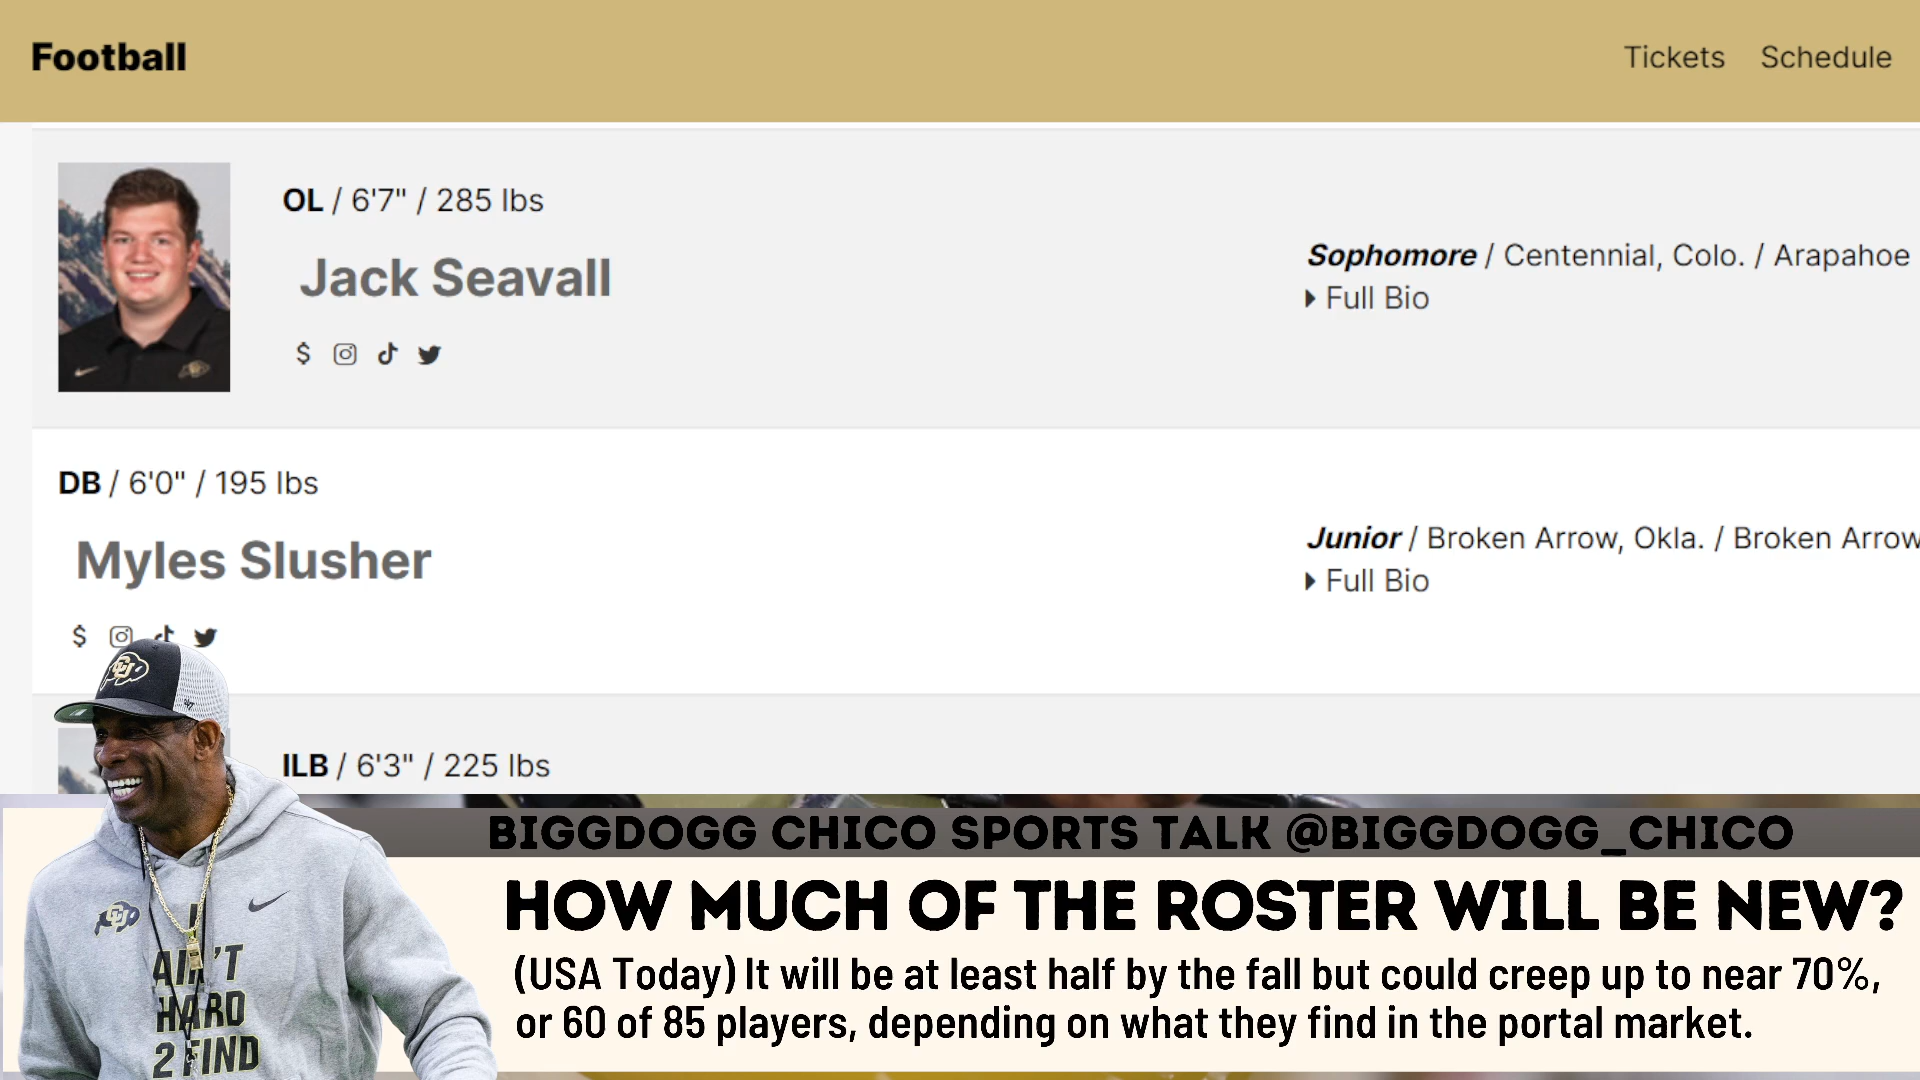 Football
Tickets Schedule
OL / 6'7" / 285 lbs
Jack Seavall
$
Sophomore / Centennial, Colo. / Arapahoe
Full Bio
DB / 6'0" / 195 lbs
Myles Slusher
$
Junior / Broken Arrow, Okla. / Broken Arrow
Full Bio
ILB / 6'3" / 225 lbs
CU
'47
CU
I
AIN'T
HARD
2 FIND
BIGGDOGG CHICO SPORTS TALK @BIGGDOGG_CHICO
HOW MUCH OF THE ROSTER WILL BE NEW?
(USA Today) It will be at least half by the fall but could creep up to near 70%,
or 60 of 85 players, depending on what they find in the portal market.